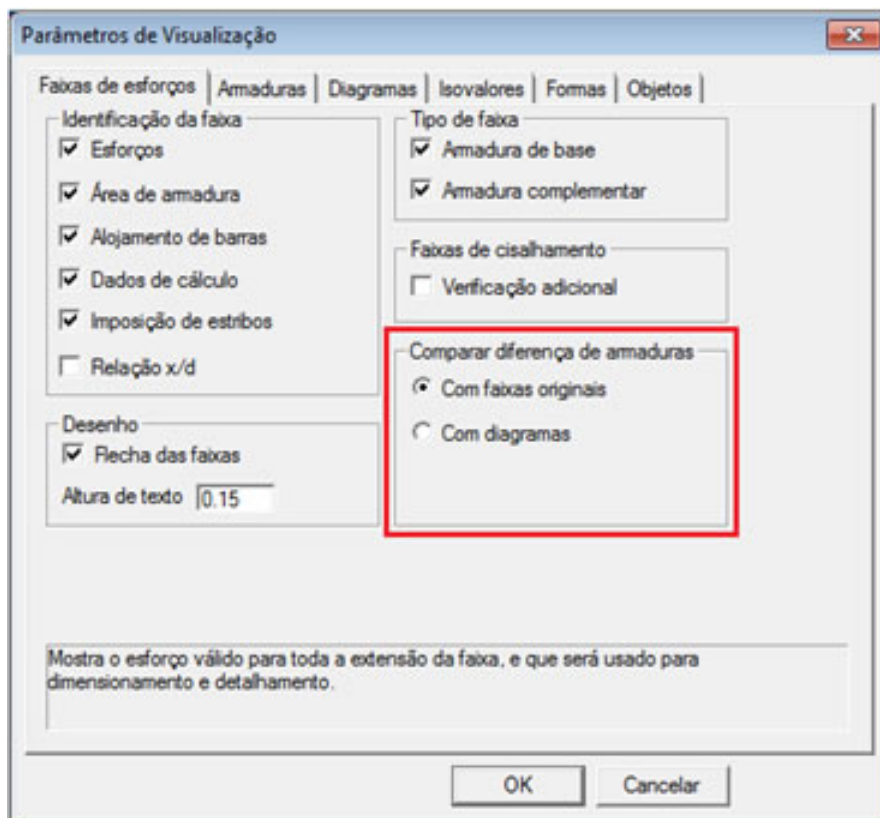 Parâmetros de Visualização
Faixas de esforços
Armaduras
Diagramas
Isovalores
Formas
Objetos
Identificação da faixa
Esforços
Área de armadura
Alojamento de barras
Dados de cálculo
Imposição de estribos
Relação x/d
Desenho
Flecha das faixas
Altura de texto 0.15
Tipo de faixa
Armadura de base
Armadura complementar
Faixas de cisalhamento
Verificação adicional
Comparar diferença de armaduras
Com faixas originais
Com diagramas
Mostra o esforço válido para toda a extensão da faixa, e que será usado para
dimensionamento e detalhamento.
OK
Cancelar